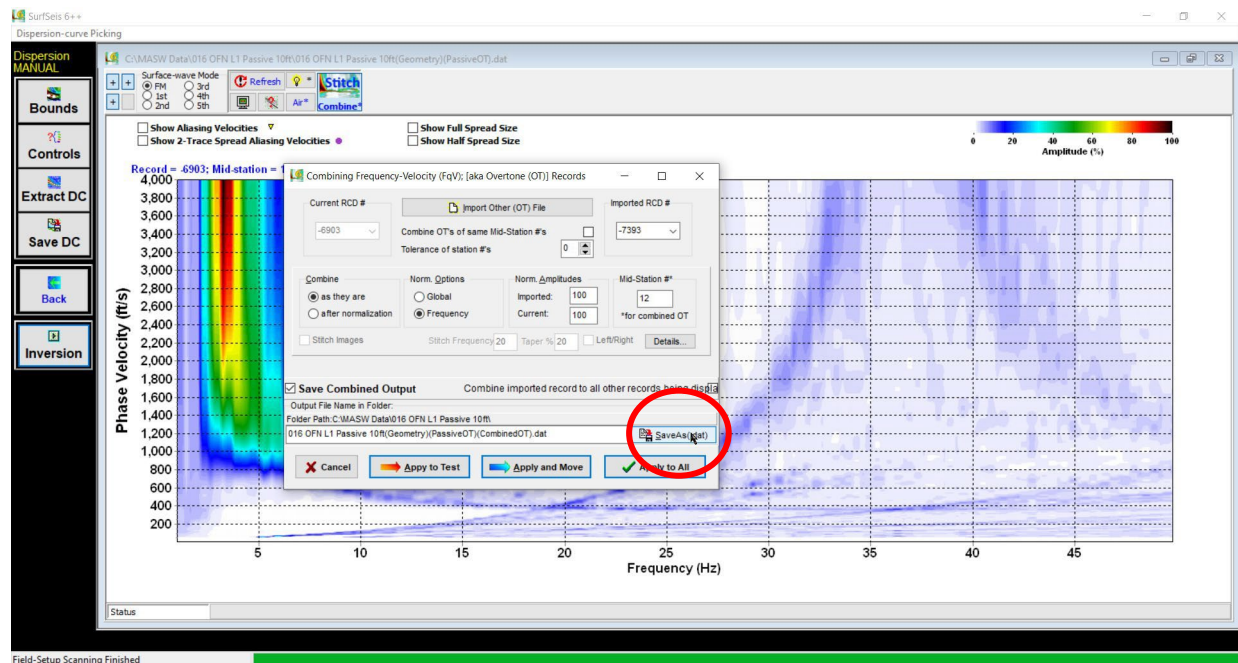 SurfSeis 6++
Dispersion-curve Picking
Dispersion
MANUAL
Bounds
Controls
Extract DC
Save DC
Back
Inversion
C:\MASW Data\016 OFN L1 Passive 10ft\016 OFN L1 Passive 10ft(Geometry)(PassiveOT).dat
Surface-wave Mode
FM 3rd
1st 4th
2nd 5th
Refresh
Air*
Stitch
Combine*
Show Aliasing Velocities
Show 2-Trace Spread Aliasing Velocities
Show Full Spread Size
Show Half Spread Size
0 20 40 60 80 100
Amplitude (%)
Record = -6903; Mid-station = 1
Phase Velocity (ft/s)
4,000
3,800
3,600
3,400
3,200
3,000
2,800
2,600
2,400
2,200
2,000
1,800
1,600
1,400
1,200
1,000
800
600
400
200
5 10 15 20 25 30 35 40 45
Frequency (Hz)
Combining Frequency-Velocity (FqV); [aka Overtone (OT)] Records
Current RCD #
-6903
Import Other (OT) File
Combine OT's of same Mid-Station #'s
Tolerance of station #'s 0
Imported RCD #
-7393
Combine
as they are
after normalization
Norm. Options
Global
Frequency
Norm. Amplitudes
Imported: 100
Current: 100
Mid-Station #*
12
*for combined OT
Stitch Images
Stitch Frequency 20
Taper % 20
Left/Right
Details...
Save Combined Output
Combine imported record to all other records being displa
Output File Name in Folder:
Folder Path:C:\MASW Data\016 OFN L1 Passive 10ft\
016 OFN L1 Passive 10ft(Geometry)(PassiveOT)(CombinedOT).dat
SaveAs(*.dat)
Cancel
Appy to Test
Apply and Move
Apply to All
Status
Field-Setup Scanning Finished